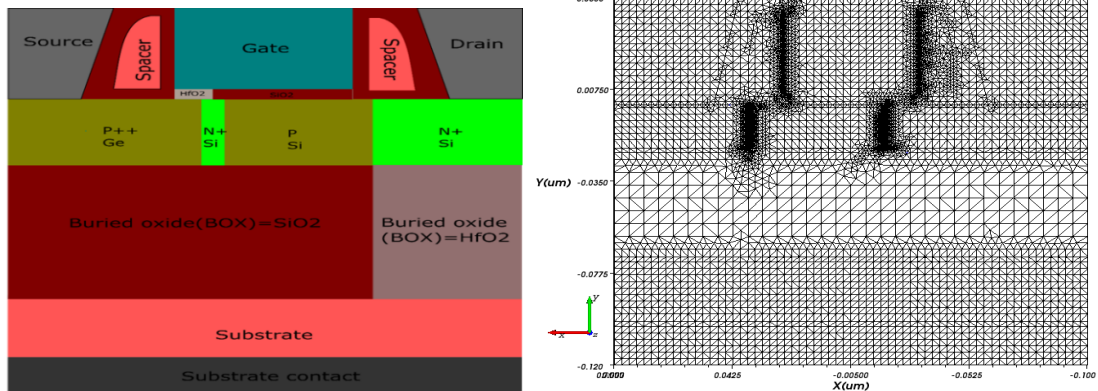 Source
Spacer
Gate
Spacer
Drain
HfO2
SiO2
P++
Ge
N+
Si
P
Si
N+
Si
Buried oxide(BOX)=SiO2
Buried oxide
(BOX)=HfO2
Substrate
Substrate contact
0.00750
Y(um)
-0.0350
-0.0775
-0.120
0.0425
-0.00500
-0.0525
-0.100
X(um)
y
x
z